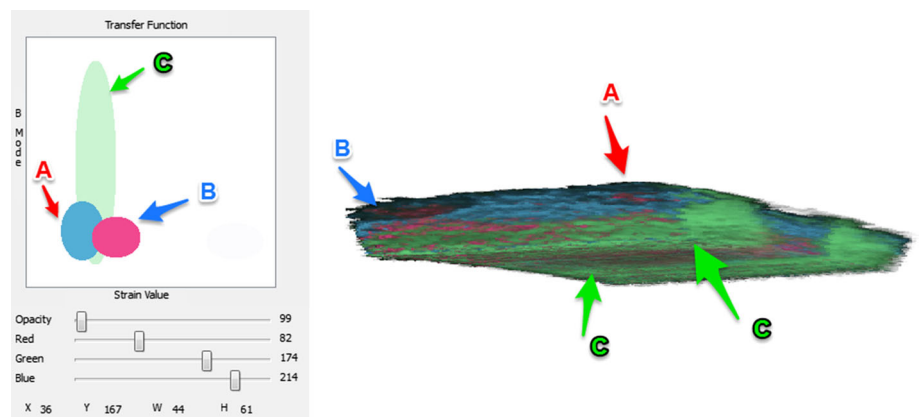 Transfer Function
C
B Mode
A
B
Strain Value
Opacity 99
Red 82
Green 174
Blue 214
X 36 Y 167 W 44 H 61
A
B
C
C